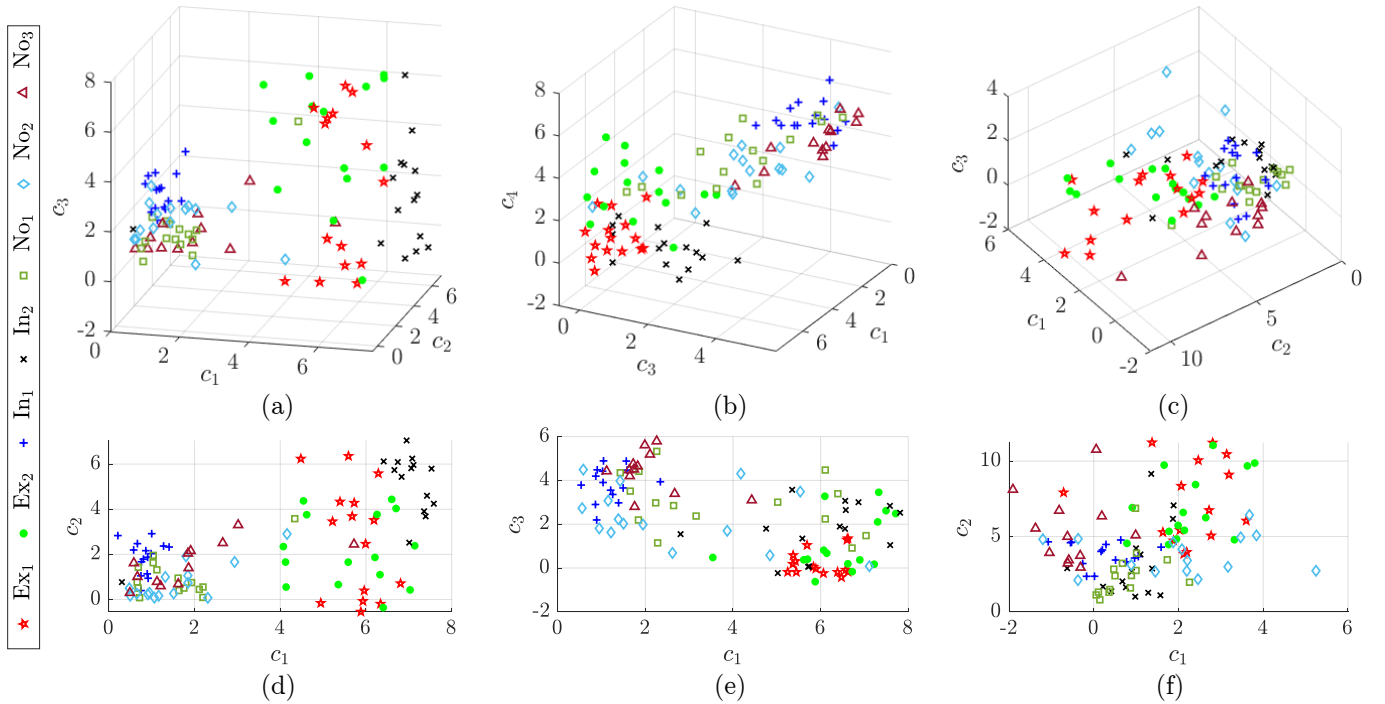 Ex₁ Ex₂ In₁ In₂ No₁ No₂ No₃
8
6
4
2
0
-2
c₃
0 2 4 6
c₁
0 2 4 6
c₂
(a)
8
6
4
2
0
-2
c₄
0 2 4 6
c₃
6 4 2 0
c₁
(b)
4
2
0
-2
c₃
6 4 2 0 -2
c₁
10 5 0
c₂
(c)
6
4
2
0
c₂
0 2 4 6 8
c₁
(d)
6
4
2
0
-2
c₃
0 2 4 6 8
c₁
(e)
10
5
0
c₂
-2 0 2 4 6
c₁
(f)